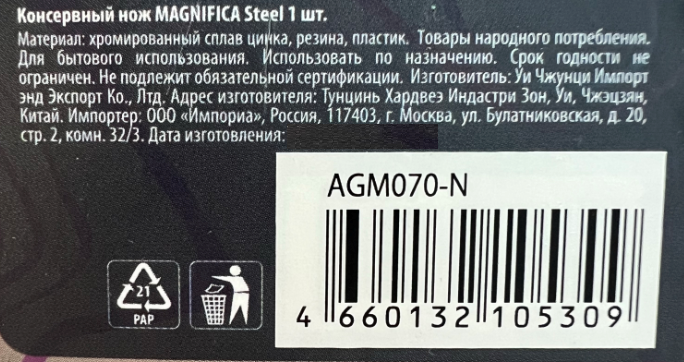 Консервный нож MAGNIFICA Steel 1 шт.
Материал: хромированный сплав цинка, резина, пластик. Товары народного потребления.
Для бытового использования. Использовать по назначению. Срок годности не
ограничен. Не подлежит обязательной сертификации. Изготовитель: Уи Чжунци Импорт
энд Экспорт Ко., Лтд. Адрес изготовителя: Тунцинь Хардвеэ Индастри Зон, Уи, Чжэцзян,
Китай. Импортер: ООО «Импориа», Россия, 117403, г. Москва, ул. Булатниковская, д. 20,
стр. 2, комн. 32/3. Дата изготовления:
AGM070-N
21
PAP
4 660132 105309